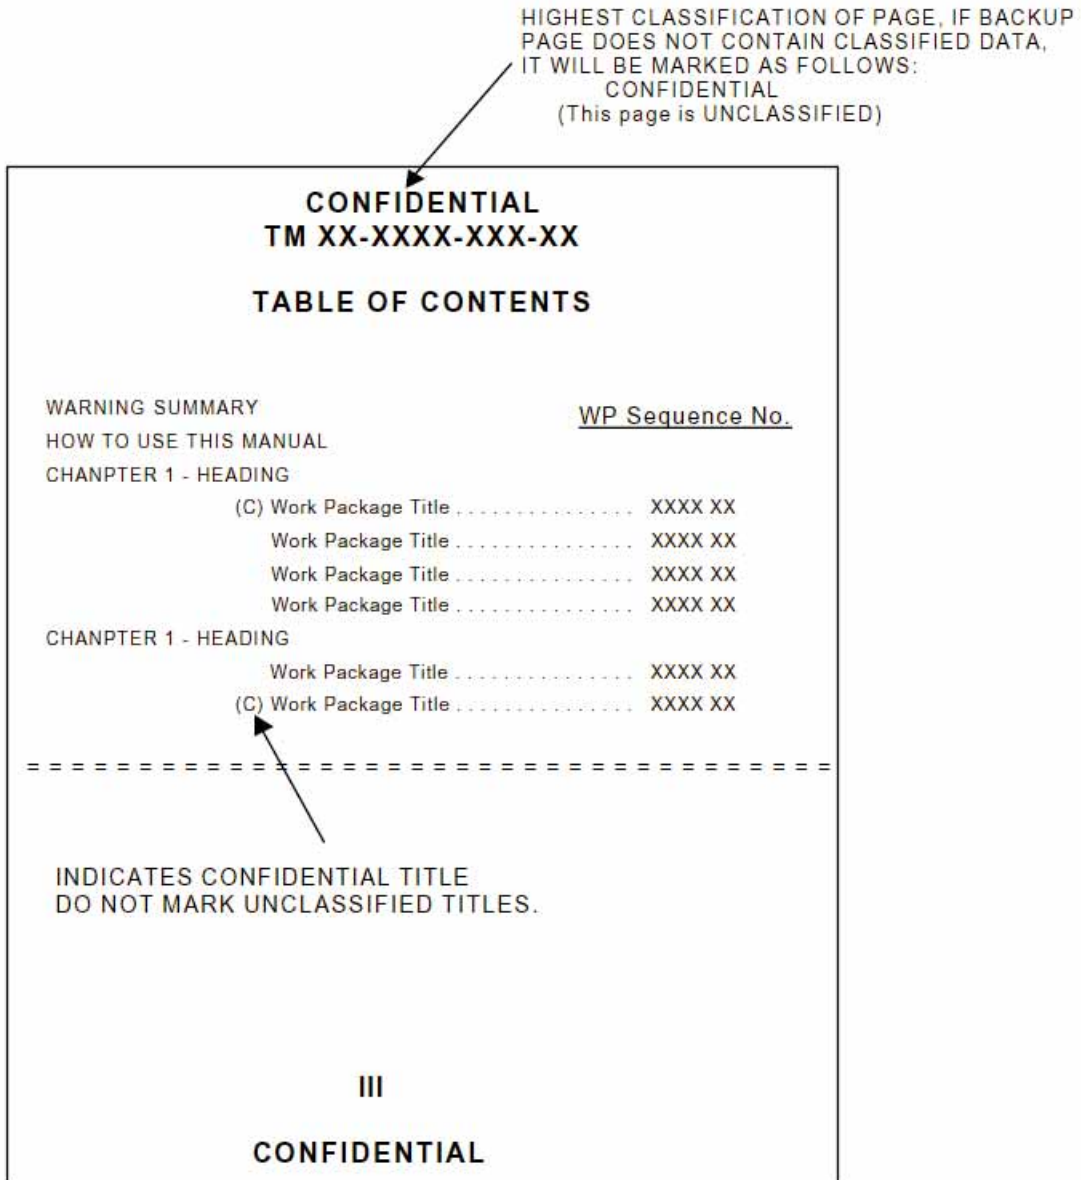 HIGHEST CLASSIFICATION OF PAGE, IF BACKUP
PAGE DOES NOT CONTAIN CLASSIFIED DATA,
IT WILL BE MARKED AS FOLLOWS:
CONFIDENTIAL
(This page is UNCLASSIFIED)
CONFIDENTIAL
TM XX-XXXX-XXX-XX
TABLE OF CONTENTS
WARNING SUMMARY
WP Sequence No.
HOW TO USE THIS MANUAL
CHANPTER 1 - HEADING
(C) Work Package Title . . . . . . . . . . . . . . . XXXX XX
Work Package Title . . . . . . . . . . . . . . . XXXX XX
Work Package Title . . . . . . . . . . . . . . . XXXX XX
Work Package Title . . . . . . . . . . . . . . . XXXX XX
CHANPTER 1 - HEADING
Work Package Title . . . . . . . . . . . . . . . XXXX XX
(C) Work Package Title . . . . . . . . . . . . . . . XXXX XX
= = = = = = = = = = = = = = = = = = = = = = = = = = = = = = = = = = = =
INDICATES CONFIDENTIAL TITLE
DO NOT MARK UNCLASSIFIED TITLES.
III
CONFIDENTIAL